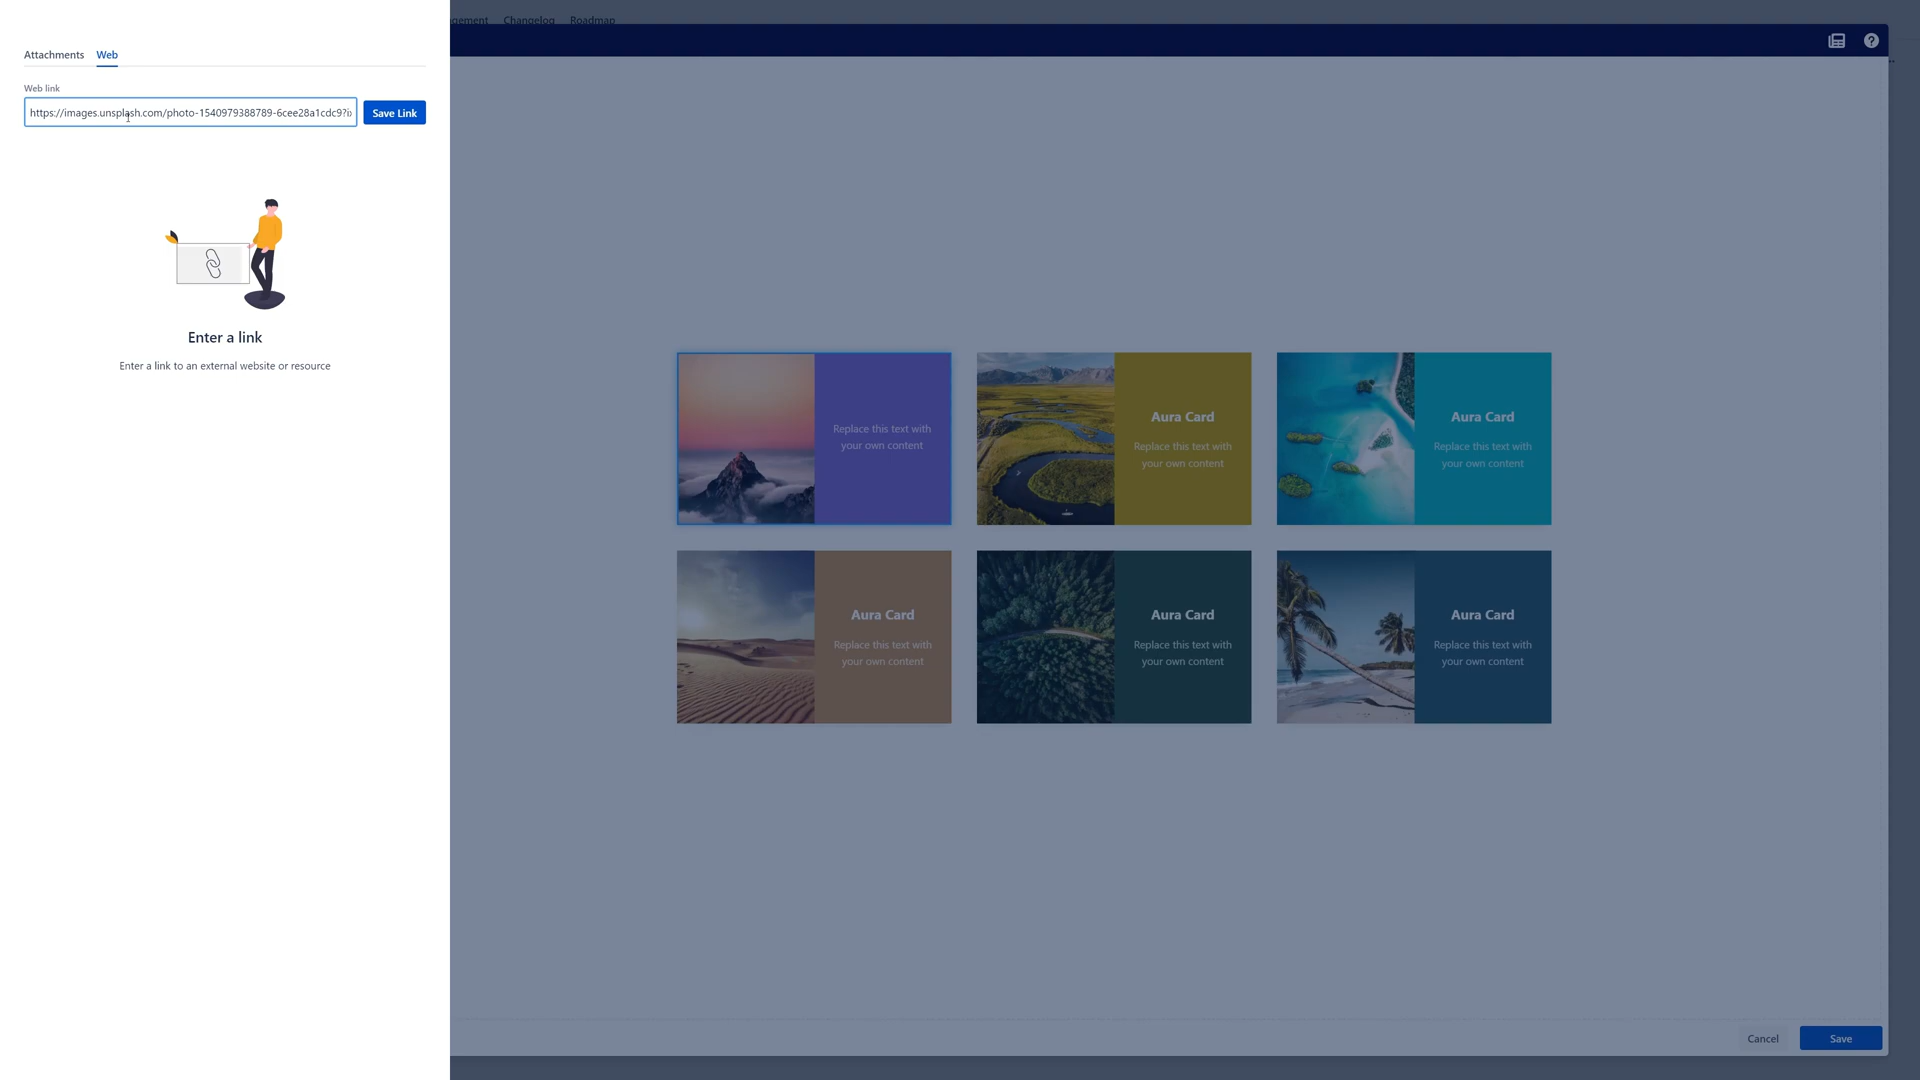 Changelog
Roadmap
Attachments
Web
Web link
https://images.unsplash.com/photo-1540979388789-6cee28a1cdc9?
Save Link
Enter a link
Enter a link to an external website or resource
Replace this text with
your own content
Aura Card
Replace this text with
your own content
Aura Card
Replace this text with
your own content
Aura Card
Replace this text with
your own content
Aura Card
Replace this text with
your own content
Aura Card
Replace this text with
your own content
Cancel
Save